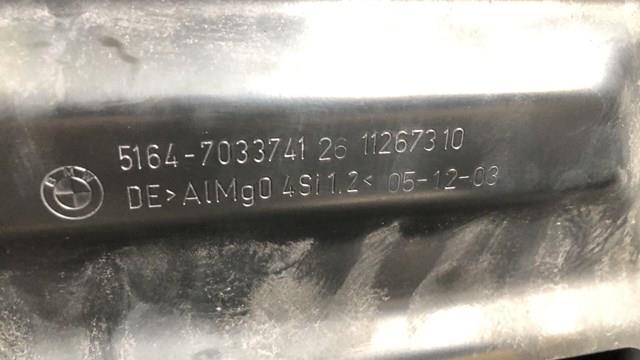 5164-7033741 26 11267310
BMW
DE>AlMg0 4Si1.2< 05-12-03